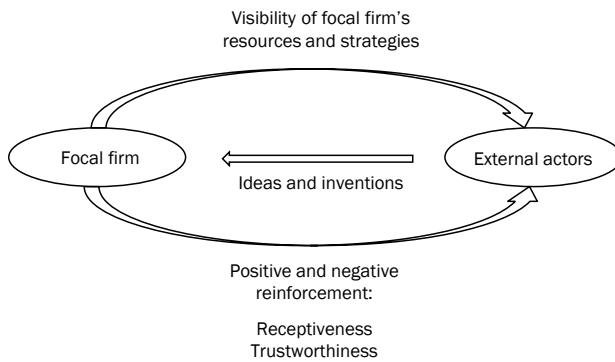 Visibility of focal firm's
resources and strategies
Focal firm
External actors
Ideas and inventions
Positive and negative
reinforcement:
Receptiveness
Trustworthiness